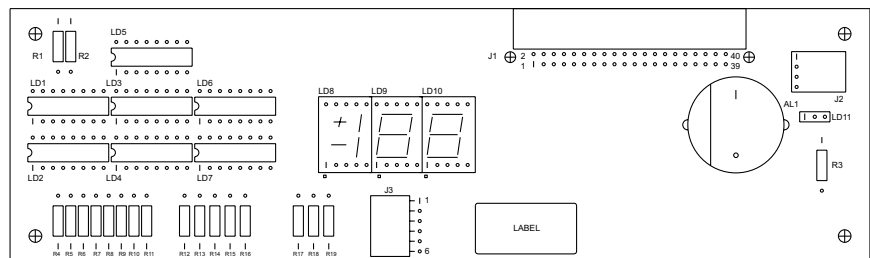 R1
R2
LD5
J1
2
40
1
39
J2
LD1
LD3
LD6
LD8
LD9
LD10
AL1
LD11
R3
LD2
LD4
LD7
J3
1
6
LABEL
R4
R5
R6
R7
R8
R9
R10
R11
R12
R13
R14
R15
R16
R17
R18
R19